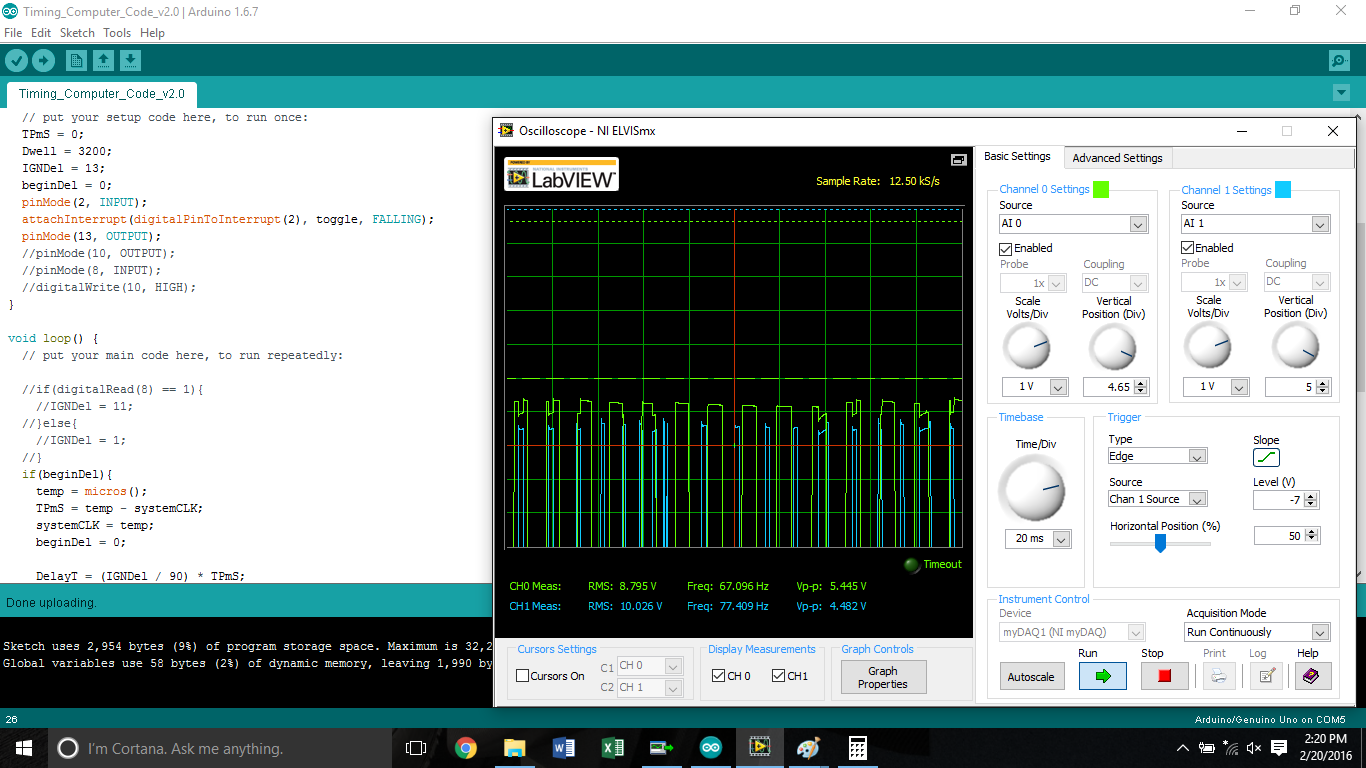 Timing_Computer_Code_v2.0 | Arduino 1.6.7
File Edit Sketch Tools Help
Timing_Computer_Code_v2.0
// put your setup code here, to run once:
TPmS = 0;
Dwell = 3200;
IGNDel = 13;
beginDel = 0;
pinMode(2, INPUT);
attachInterrupt(digitalPinToInterrupt(2), toggle, FALLING);
pinMode(13, OUTPUT);
//pinMode(10, OUTPUT);
//pinMode(8, INPUT);
//digitalWrite(10, HIGH);
}
void loop() {
// put your main code here, to run repeatedly:
//if(digitalRead(8) == 1){
//IGNDel = 11;
//}else{
//IGNDel = 1;
//}
if(beginDel){
temp = micros();
TPmS = temp - systemCLK;
systemCLK = temp;
beginDel = 0;
DelayT = (IGNDel / 90) * TPmS;
Done uploading.
Sketch uses 2,954 bytes (9%) of program storage space. Maximum is 32,2
Global variables use 58 bytes (2%) of dynamic memory, leaving 1,990 by
26
Arduino/Genuino Uno on COM5
Oscilloscope - NI ELVISmx
POWERED BY
NATIONAL INSTRUMENTS
LabVIEW™
Sample Rate: 12.50 kS/s
Timeout
CH0 Meas: RMS: 8.795 V Freq: 67.096 Hz Vp-p: 5.445 V
CH1 Meas: RMS: 10.026 V Freq: 77.409 Hz Vp-p: 4.482 V
Cursors Settings
Cursors On
C1 CH 0
C2 CH 1
Display Measurements
CH 0 CH1
Graph Controls
Graph
Properties
Basic Settings Advanced Settings
Channel 0 Settings
Source
AI 0
Enabled
Probe Coupling
1x DC
Scale Vertical
Volts/Div Position (Div)
1 V 4.65
Channel 1 Settings
Source
AI 1
Enabled
Probe Coupling
1x DC
Scale Vertical
Volts/Div Position (Div)
1 V 5
Timebase
Time/Div
20 ms
Trigger
Type Slope
Edge
Source Level (V)
Chan 1 Source -7
Horizontal Position (%)
50
Instrument Control
Device Acquisition Mode
myDAQ1 (NI myDAQ) Run Continuously
Run Stop Print Log Help
Autoscale
I'm Cortana. Ask me anything.
2:20 PM
2/20/2016